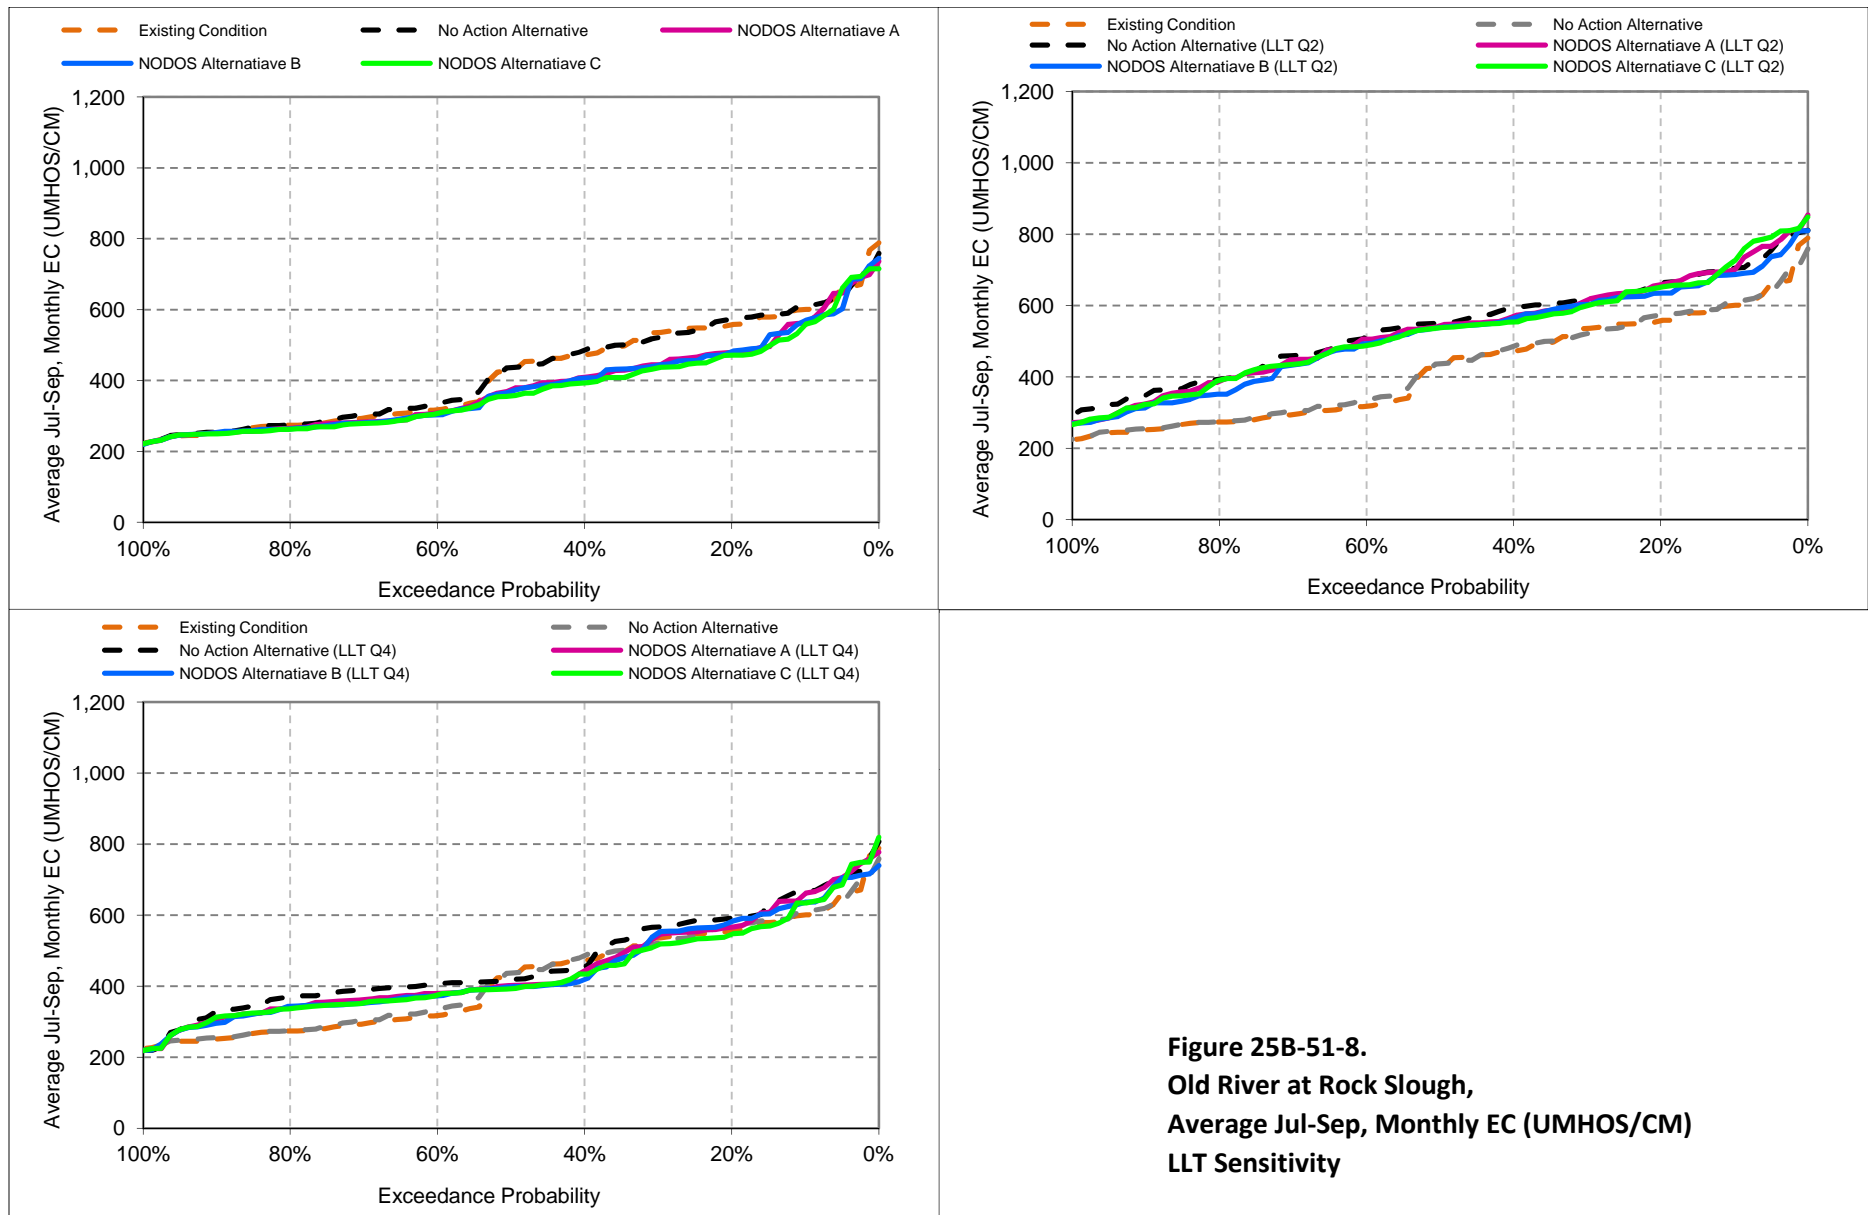 Existing Condition
No Action Alternative
NODOS Alternatiave A
NODOS Alternatiave B
NODOS Alternatiave C
Average Jul-Sep, Monthly EC (UMHOS/CM)
1,200
1,000
800
600
400
200
0
100% 80% 60% 40% 20% 0%
Exceedance Probability
Existing Condition
No Action Alternative
No Action Alternative (LLT Q2)
NODOS Alternatiave A (LLT Q2)
NODOS Alternatiave B (LLT Q2)
NODOS Alternatiave C (LLT Q2)
Average Jul-Sep, Monthly EC (UMHOS/CM)
1,200
1,000
800
600
400
200
0
100% 80% 60% 40% 20% 0%
Exceedance Probability
Existing Condition
No Action Alternative
No Action Alternative (LLT Q4)
NODOS Alternatiave A (LLT Q4)
NODOS Alternatiave B (LLT Q4)
NODOS Alternatiave C (LLT Q4)
Average Jul-Sep, Monthly EC (UMHOS/CM)
1,200
1,000
800
600
400
200
0
100% 80% 60% 40% 20% 0%
Exceedance Probability
Figure 25B-51-8.
Old River at Rock Slough,
Average Jul-Sep, Monthly EC (UMHOS/CM)
LLT Sensitivity